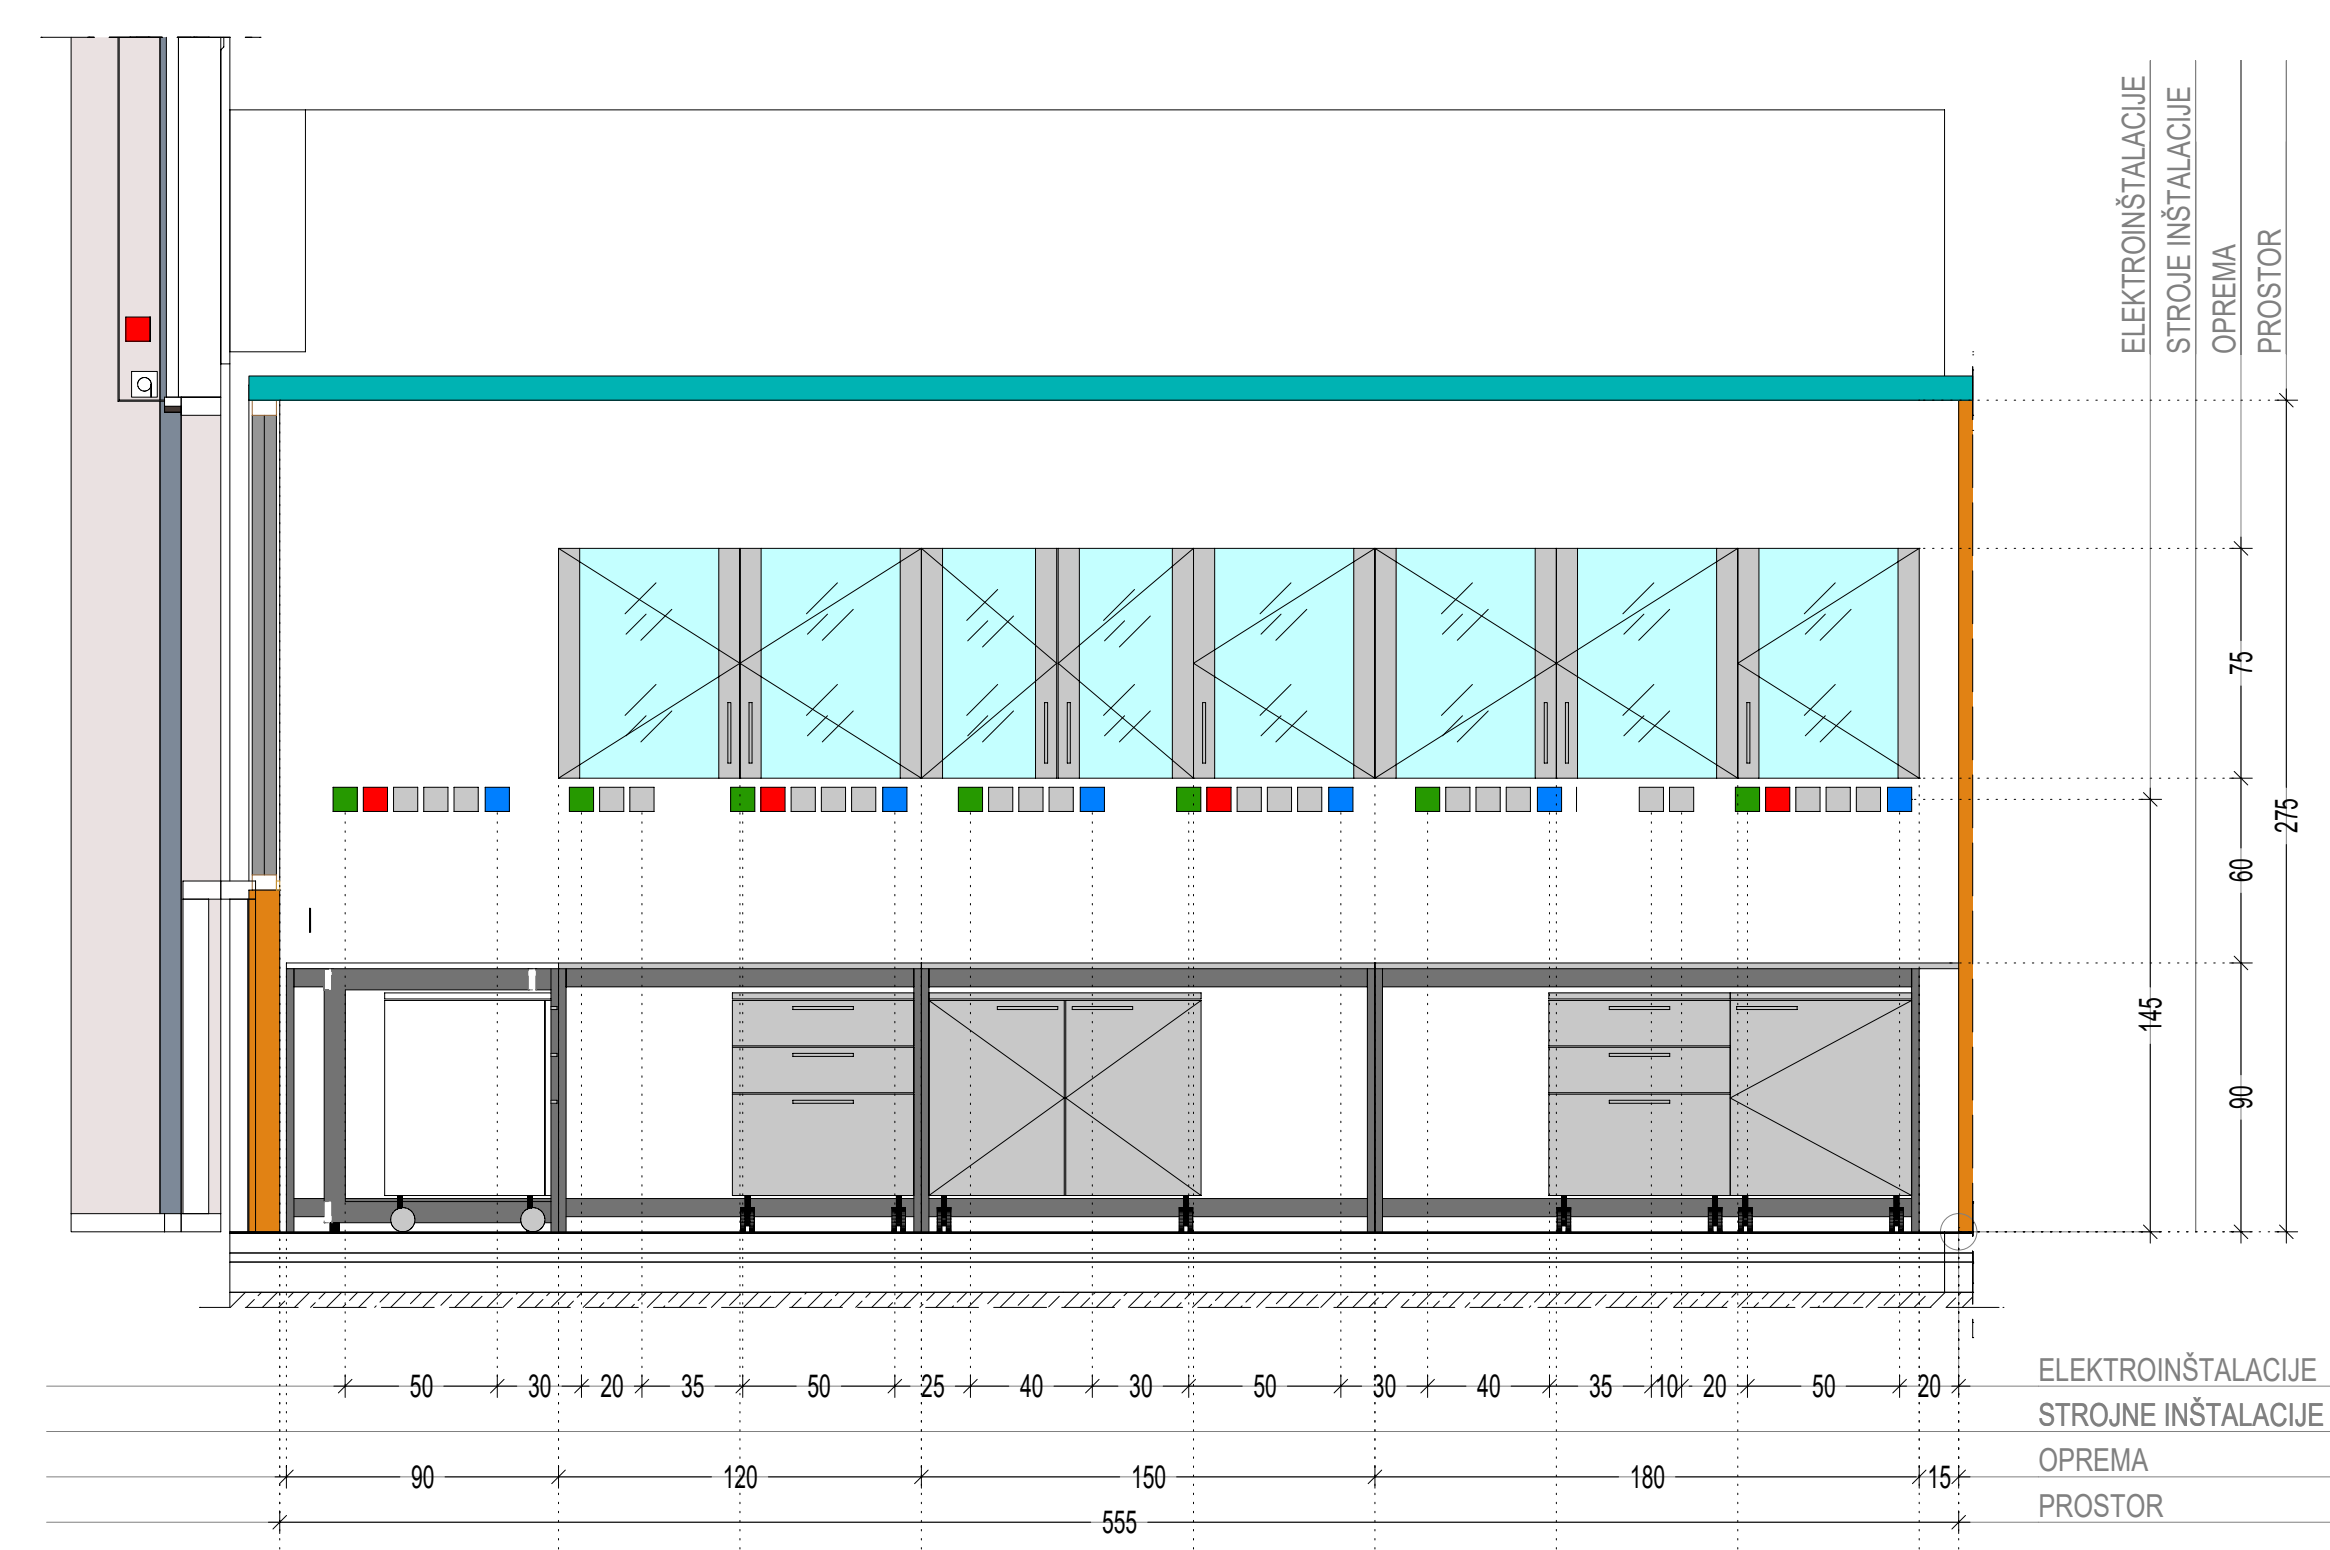 ELEKTROINŠTALACIJE
STROJE INŠTALACIJE
OPREMA
PROSTOR
q
75
275
60
145
90
50 30 20 35 50 25 40 30 50 30 40 35 10 20 50 20
ELEKTROINŠTALACIJE
STROJNE INŠTALACIJE
90 120 150 180 15
OPREMA
PROSTOR
555